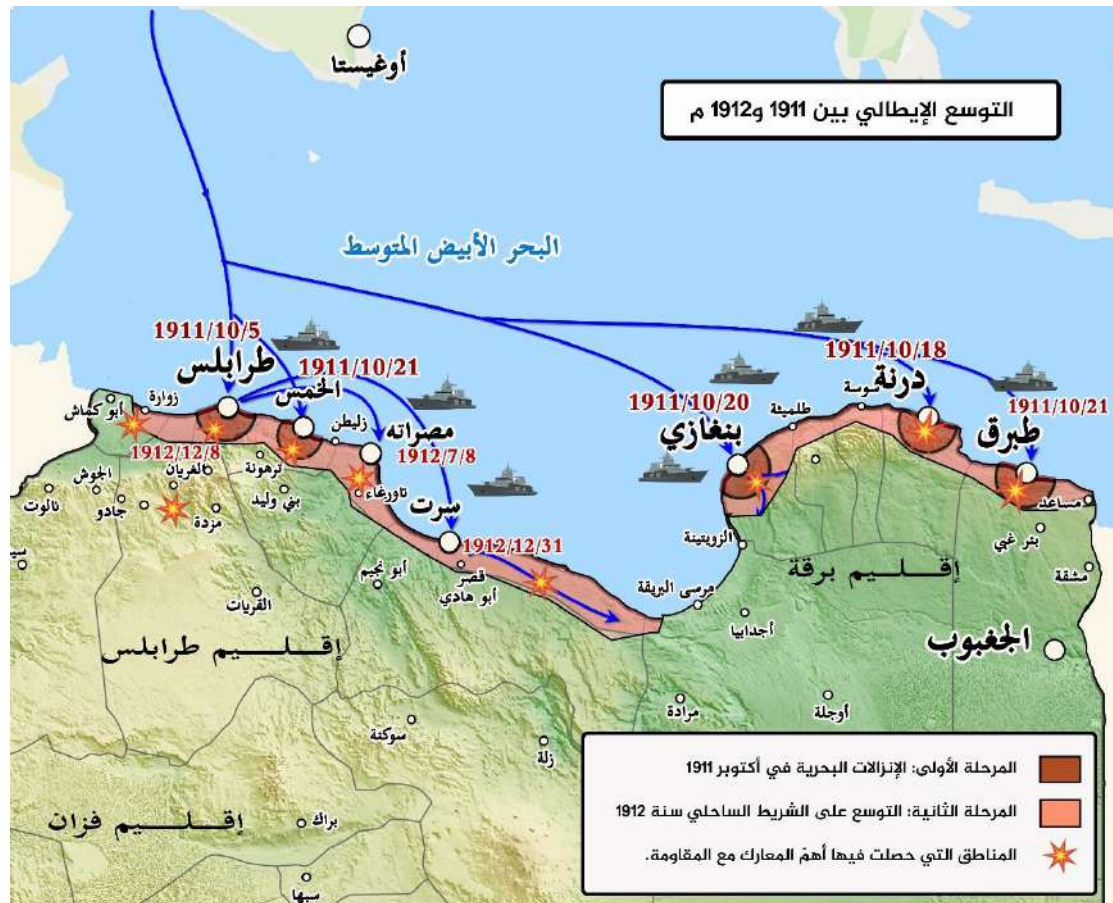 أوغيستا
التوسع الإيطالي بين 1911 و1912 م
البحر الأبيض المتوسط
1911/10/5
طرابلس
1911/10/21
الخمس
زوارة
أبو كماش
1912/12/8
زليطن
مصراته
1912/7/8
تاورغاء
ترهونة
الغريان
بني وليد
الجوش
نالوت
جادو
مزدة
سرت
1912/12/31
قصر
أبو هادي
أبو نجيم
القريات
إقليم طرابلس
سوكنة
زلة
إقليم فزان
براك
سبها
1911/10/20
بنغازي
طلميثة
سوسة
1911/10/18
درنة
1911/10/21
طبرق
مساعد
بئر غبي
مشقة
الزويتينة
إقليم برقة
مرسى البريقة
أجدابيا
الجغبوب
مرادة
أوجلة
المرحلة الأولى: الإنزالات البحرية في أكتوبر 1911
المرحلة الثانية: التوسع على الشريط الساحلي سنة 1912
المناطق التي حصلت فيها أهمّ المعارك مع المقاومة.